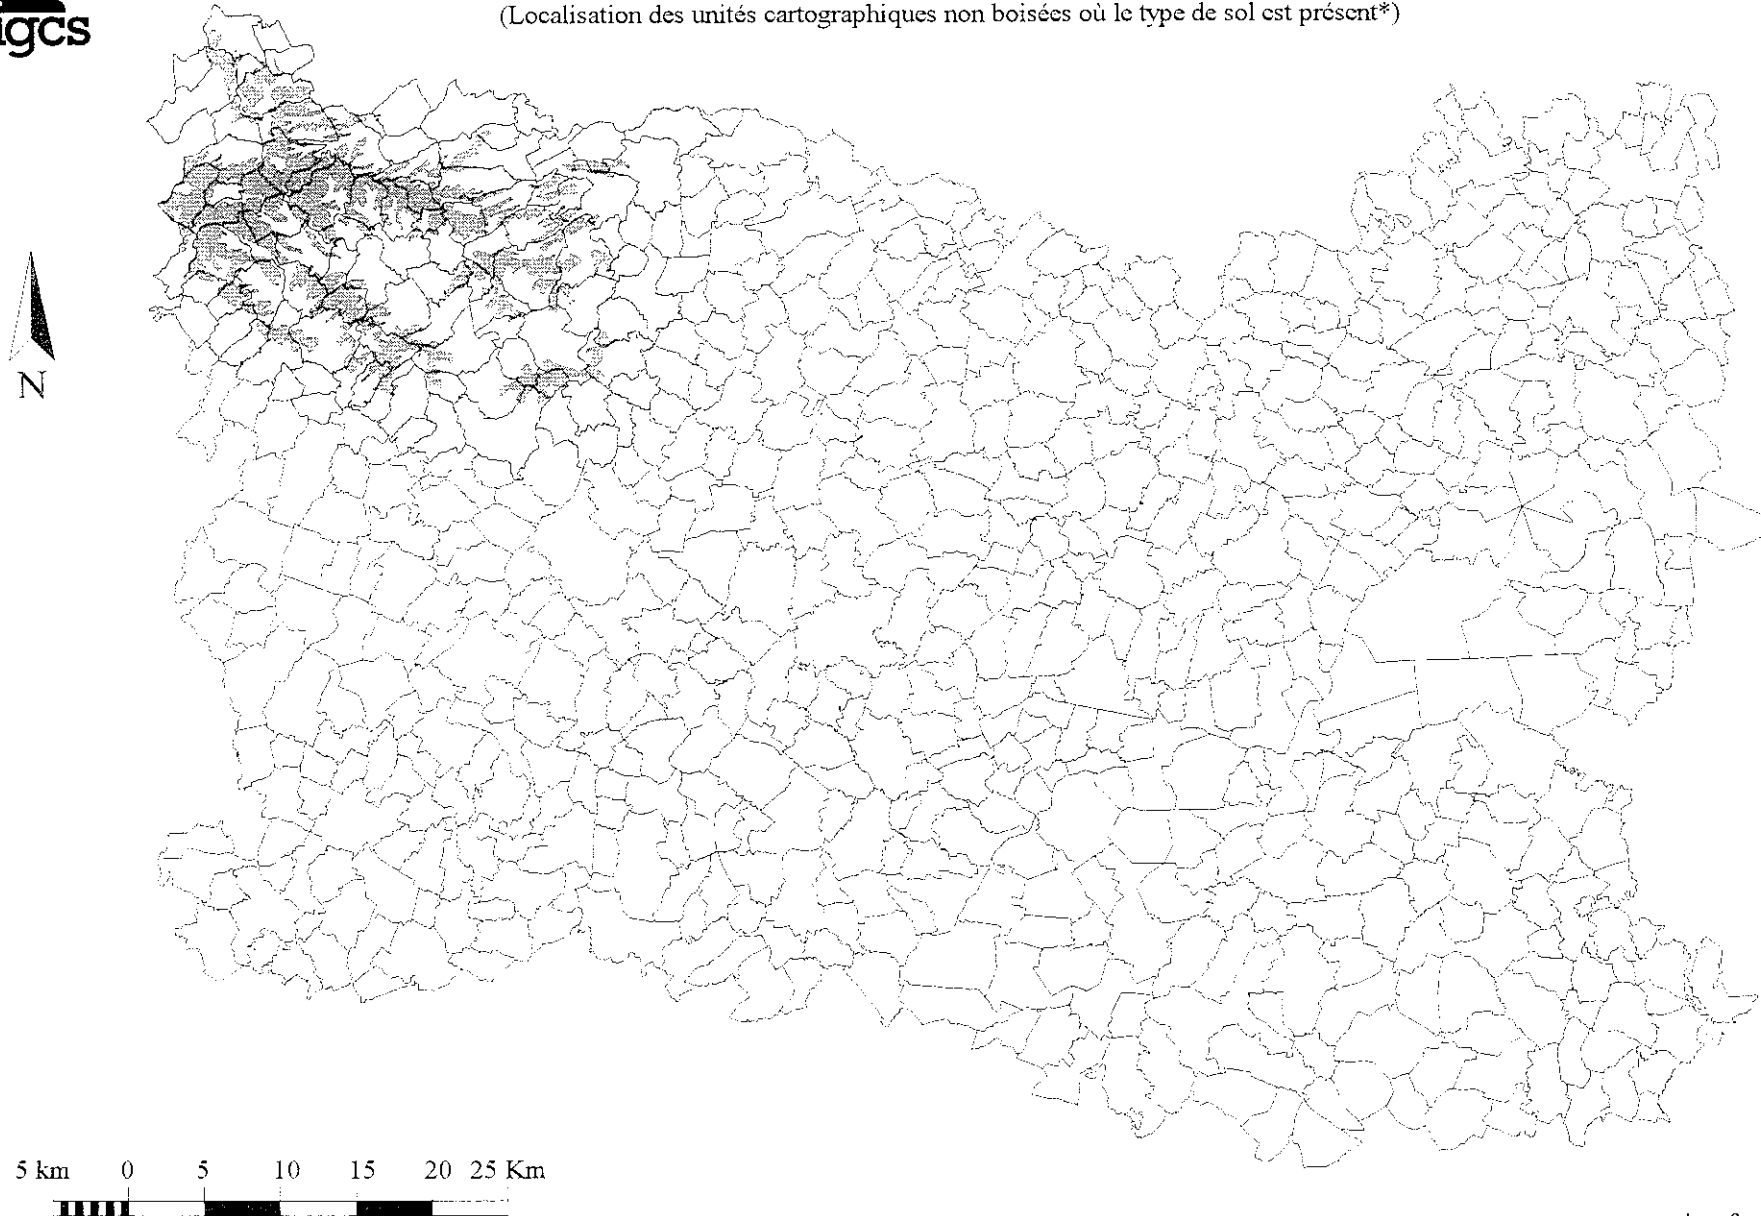 igcs
(Localisation des unités cartographiques non boisées où le type de sol est présent*)
N
5 km 0 5 10 15 20 25 Km